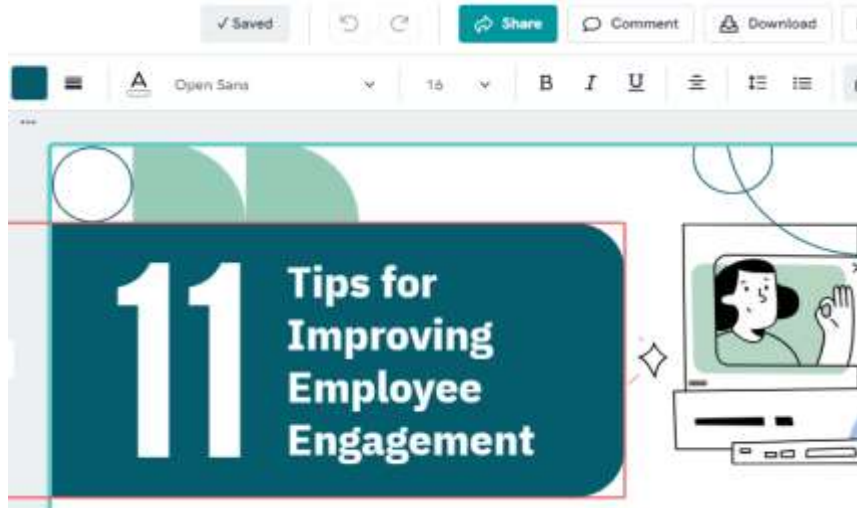 ✓ Saved
Share
Comment
Download
A
Open Sans
16
B I U
11
Tips for
Improving
Employee
Engagement